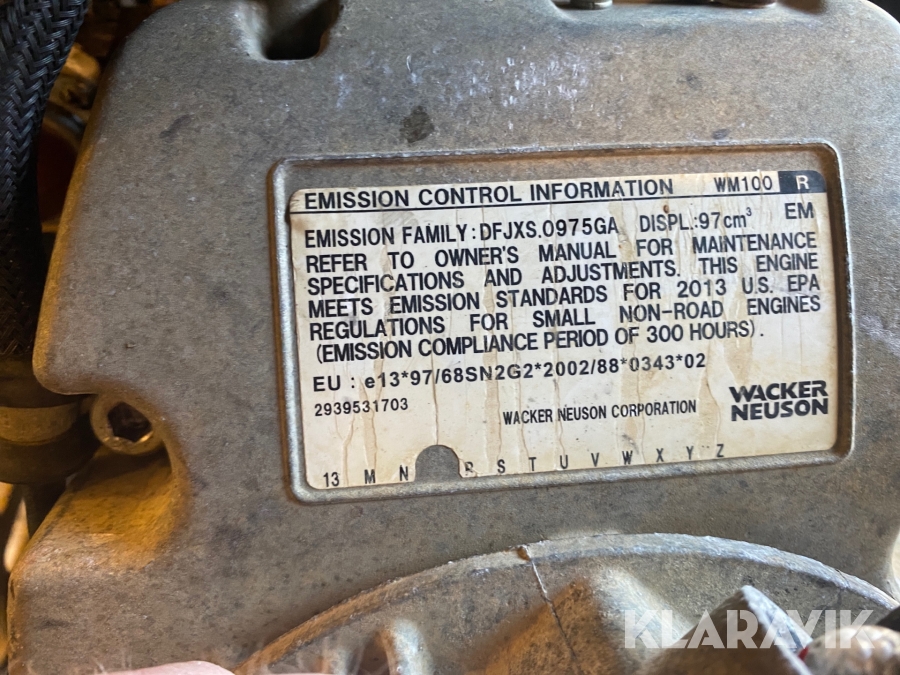 EMISSION CONTROL INFORMATION WM100 R
EMISSION FAMILY: DFJXS.0975GA DISPL.:97cm³ EM
REFER TO OWNER'S MANUAL FOR MAINTENANCE
SPECIFICATIONS AND ADJUSTMENTS. THIS ENGINE
MEETS EMISSION STANDARDS FOR 2013 U.S. EPA
REGULATIONS FOR SMALL NON-ROAD ENGINES
(EMISSION COMPLIANCE PERIOD OF 300 HOURS).
EU : e13*97/68SN2G2*2002/88*0343*02
2939531703
WACKER NEUSON CORPORATION
WACKER
NEUSON
13 M N R S T U V W X Y Z
KLARAVIK